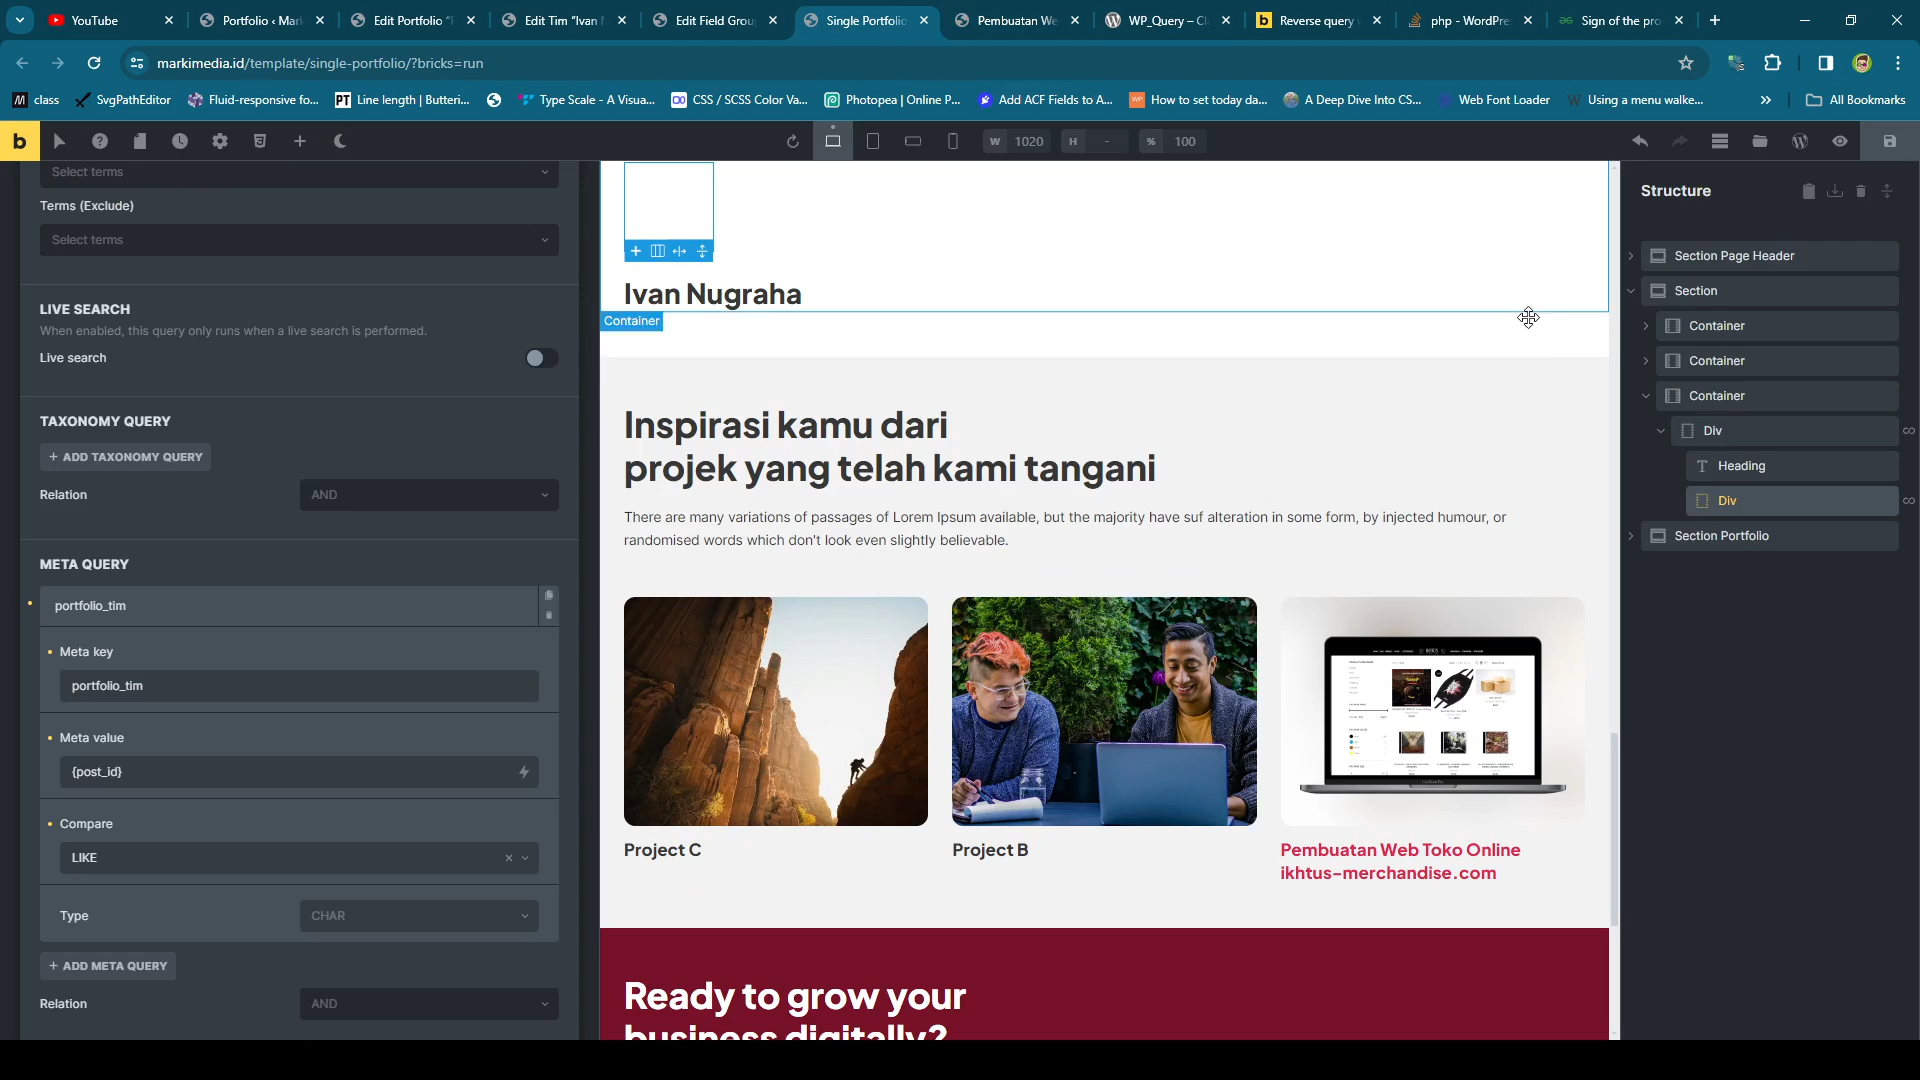 YouTube
Portfolio ‹ Mark
Edit Portfolio "P
Edit Tim "Ivan N
Edit Field Grou
Single Portfolio
Pembuatan We
WP_Query – Cl
Reverse query
php - WordPre
Sign of the pro
markimedia.id/template/single-portfolio/?bricks=run
class
SvgPathEditor
Fluid-responsive fo...
Line length | Butteri...
Type Scale - A Visua...
CSS / SCSS Color Va...
Photopea | Online P...
Add ACF Fields to A...
How to set today da...
A Deep Dive Into CS...
Web Font Loader
Using a menu walke...
»
All Bookmarks
b
W 1020
H -
% 100
Select terms
Terms (Exclude)
Select terms
LIVE SEARCH
When enabled, this query only runs when a live search is performed.
Live search
TAXONOMY QUERY
+ ADD TAXONOMY QUERY
Relation
AND
META QUERY
portfolio_tim
Meta key
portfolio_tim
Meta value
{post_id}
Compare
LIKE
Type
CHAR
+ ADD META QUERY
Relation
AND
Ivan Nugraha
Container
Inspirasi kamu dari
projek yang telah kami tangani
There are many variations of passages of Lorem Ipsum available, but the majority have suf alteration in some form, by injected humour, or
randomised words which don't look even slightly believable.
Project C
Project B
Pembuatan Web Toko Online
ikhtus-merchandise.com
Ready to grow your
business digitally?
Structure
Section Page Header
Section
Container
Container
Container
Div
Heading
Div
Section Portfolio